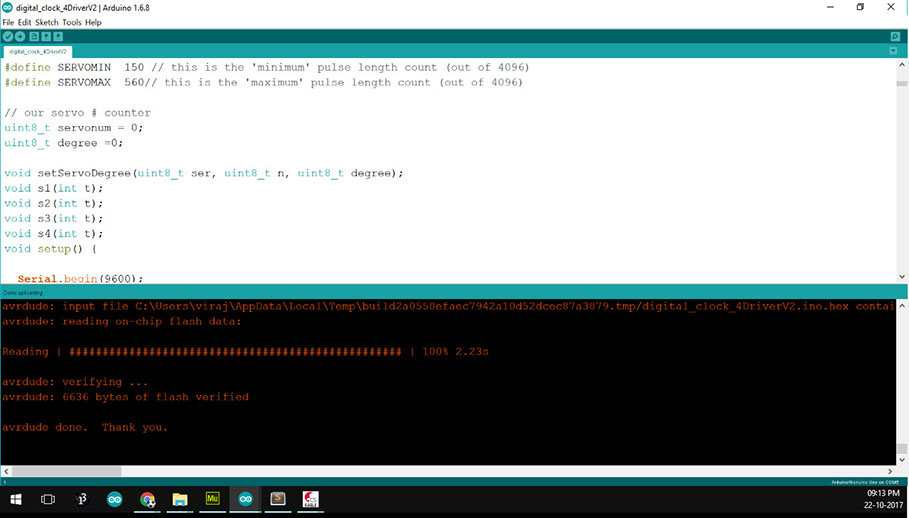 digital_clock_4DriverV2 | Arduino 1.6.8
File Edit Sketch Tools Help
digital_clock_4DriverV2
#define SERVOMIN  150 // this is the 'minimum' pulse length count (out of 4096)
#define SERVOMAX  560// this is the 'maximum' pulse length count (out of 4096)
// our servo # counter
uint8_t servonum = 0;
uint8_t degree =0;
void setServoDegree(uint8_t ser, uint8_t n, uint8_t degree);
void s1(int t);
void s2(int t);
void s3(int t);
void s4(int t);
void setup() {
Serial.begin(9600);
Done uploading.
avrdude: input file C:\Users\viraj\AppData\Local\Temp\build2a0558efaec7942a10d52dcec87a3879.tmp/digital_clock_4DriverV2.ino.hex contai
avrdude: reading on-chip flash data:
Reading | ################################################## | 100% 2.23s
avrdude: verifying ...
avrdude: 6636 bytes of flash verified
avrdude done.  Thank you.
1
Arduino/Genuino Uno on COM5
Mu
S
EAGLE
09:13 PM
22-10-2017